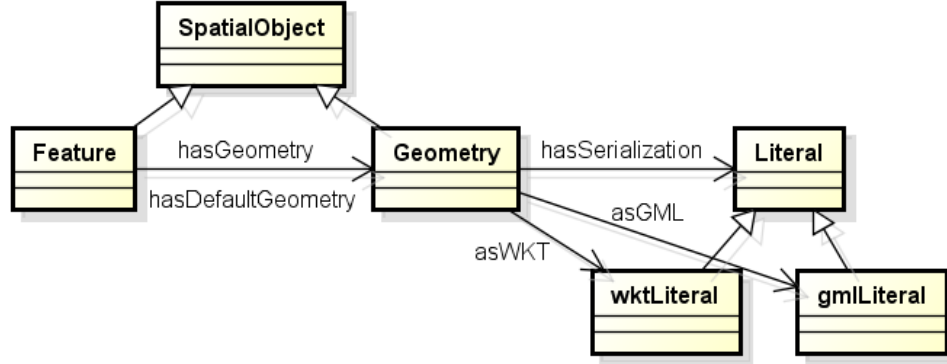 SpatialObject
Feature
hasGeometry
hasDefaultGeometry
Geometry
hasSerialization
Literal
asGML
asWKT
wktLiteral
gmlLiteral